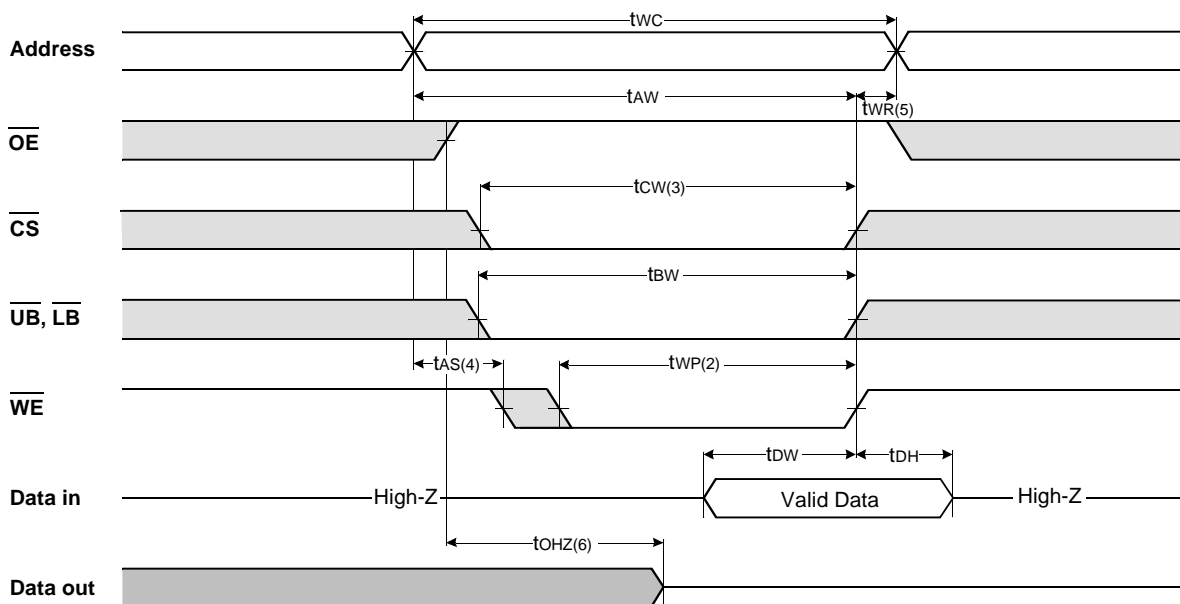 tWC
Address
tAW
tWR(5)
OE
tCW(3)
CS
tBW
UB, LB
tAS(4)
tWP(2)
WE
tDW
tDH
Data in
High-Z
Valid Data
High-Z
tOHZ(6)
Data out